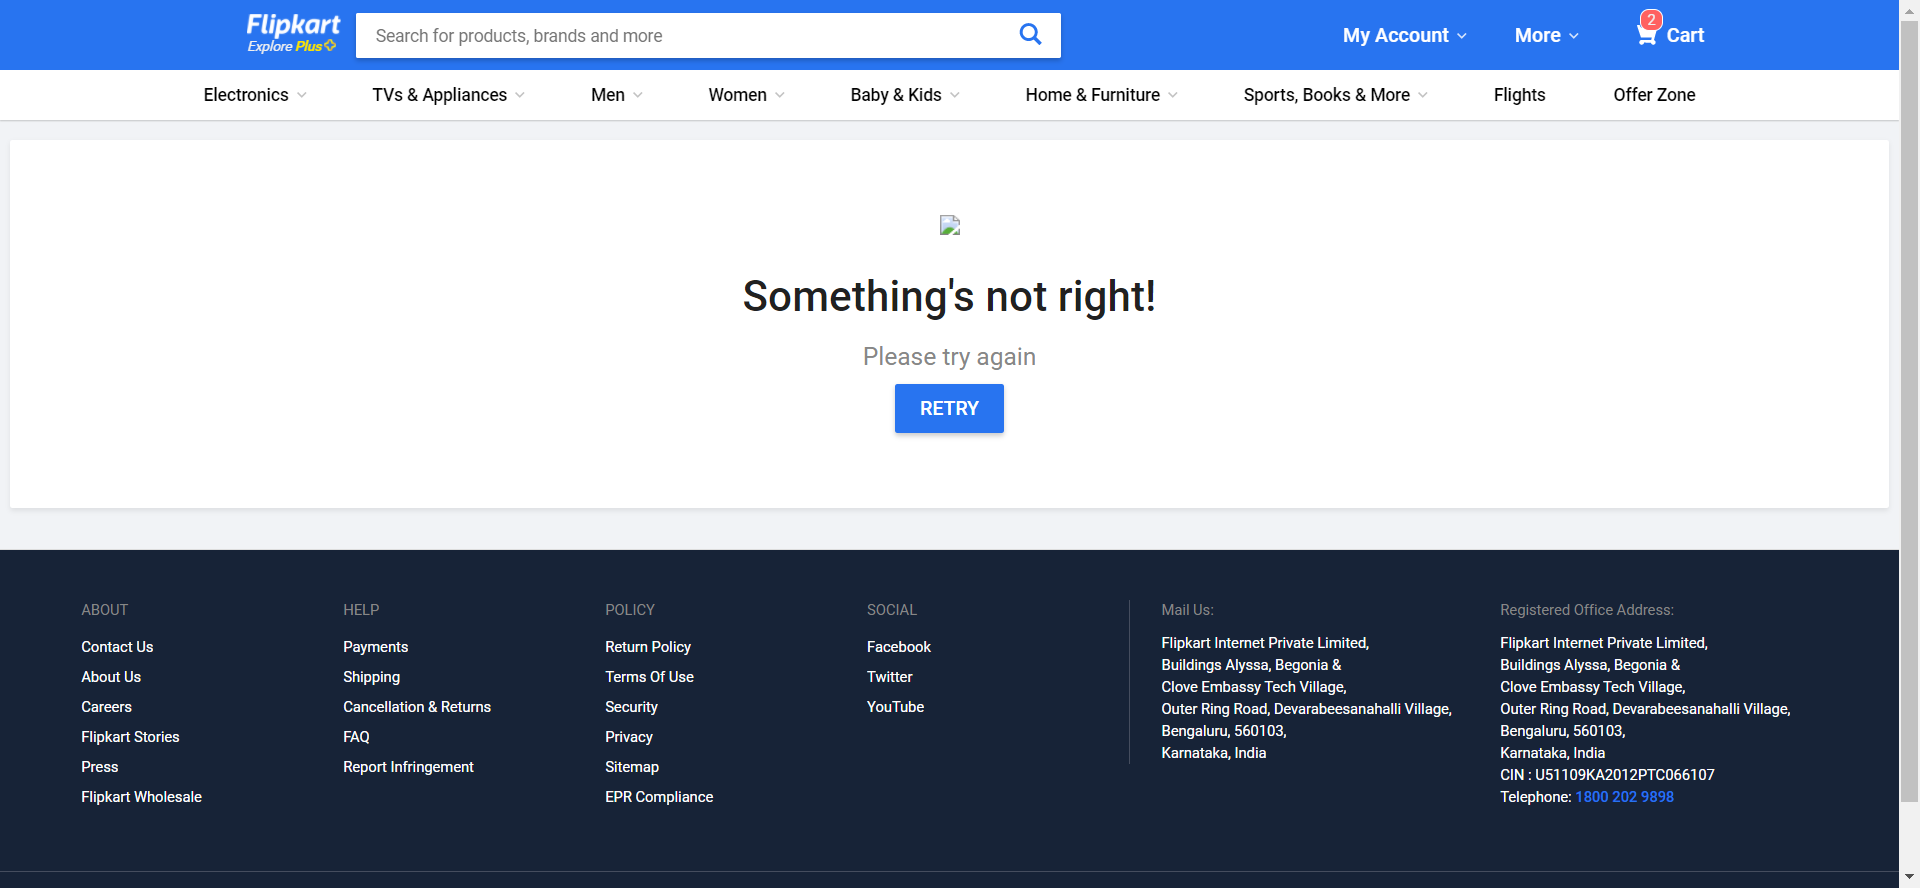 Flipkart
Explore Plus
Search for products, brands and more
My Account
More
2
Cart
Electronics
TVs & Appliances
Men
Women
Baby & Kids
Home & Furniture
Sports, Books & More
Flights
Offer Zone
Something's not right!
Please try again
RETRY
ABOUT
Contact Us
About Us
Careers
Flipkart Stories
Press
Flipkart Wholesale
HELP
Payments
Shipping
Cancellation & Returns
FAQ
Report Infringement
POLICY
Return Policy
Terms Of Use
Security
Privacy
Sitemap
EPR Compliance
SOCIAL
Facebook
Twitter
YouTube
Mail Us:
Flipkart Internet Private Limited,
Buildings Alyssa, Begonia &
Clove Embassy Tech Village,
Outer Ring Road, Devarabeesanahalli Village,
Bengaluru, 560103,
Karnataka, India
Registered Office Address:
Flipkart Internet Private Limited,
Buildings Alyssa, Begonia &
Clove Embassy Tech Village,
Outer Ring Road, Devarabeesanahalli Village,
Bengaluru, 560103,
Karnataka, India
CIN : U51109KA2012PTC066107
Telephone: 1800 202 9898